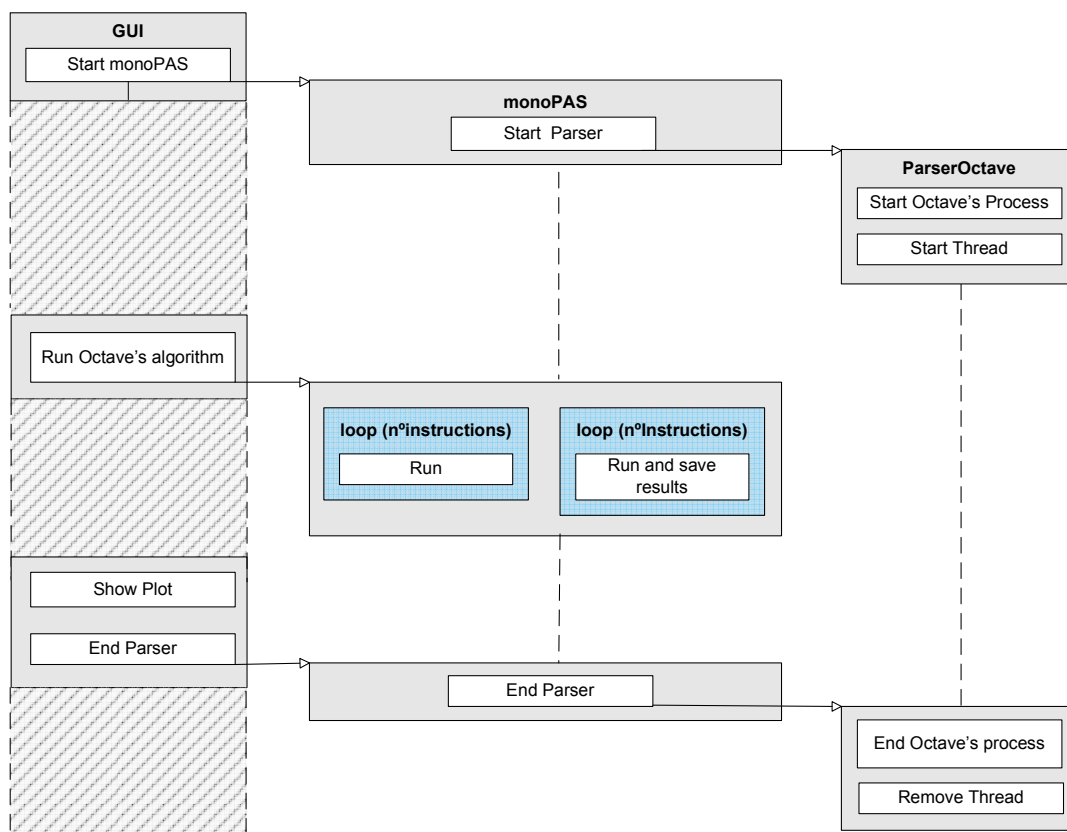 GUI
Start monoPAS
monoPAS
Start Parser
ParserOctave
Start Octave’s Process
Start Thread
Run Octave’s algorithm
loop (nºinstructions)
Run
loop (nºInstructions)
Run and save
results
Show Plot
End Parser
End Parser
End Octave’s process
Remove Thread